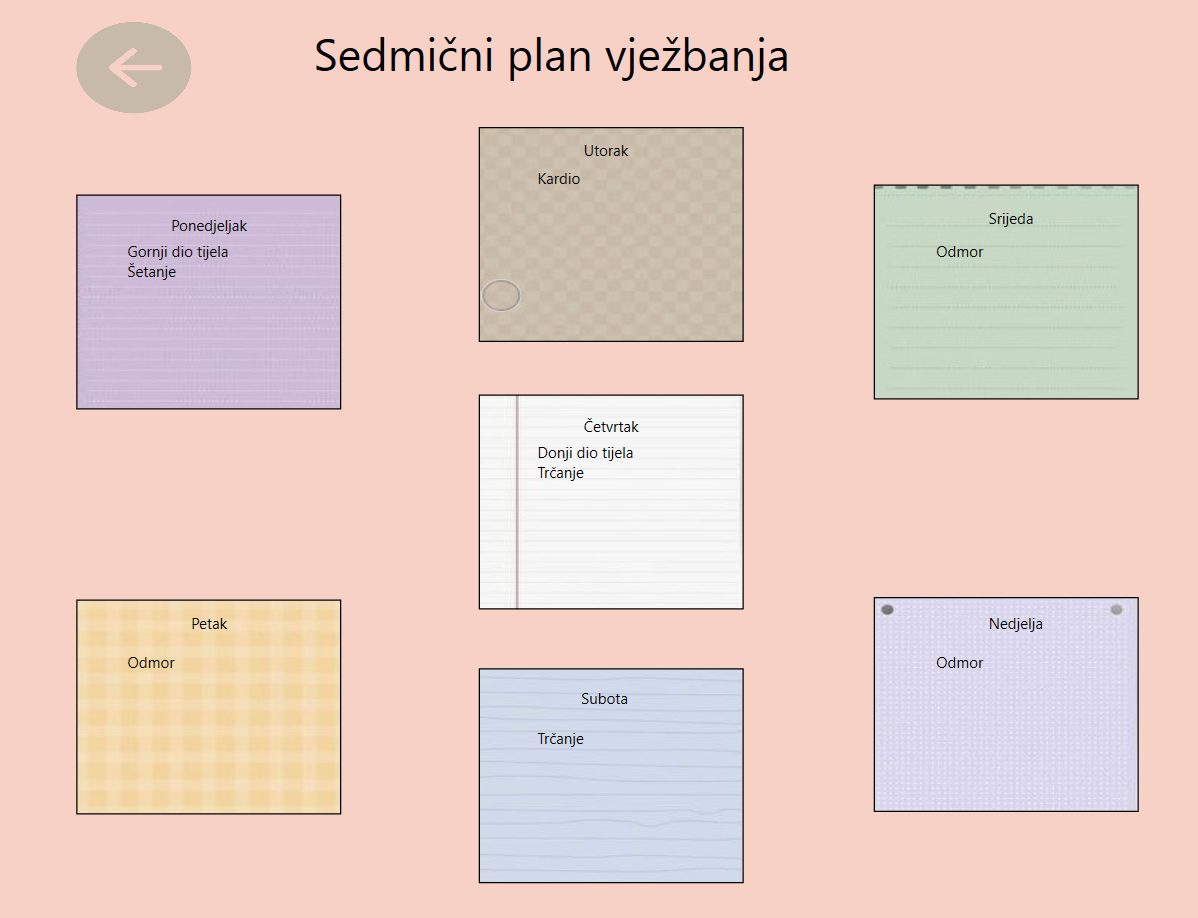 Sedmični plan vježbanja
Ponedjeljak
Gornji dio tijela
Šetanje
Utorak
Kardio
Srijeda
Odmor
Četvrtak
Donji dio tijela
Trčanje
Petak
Odmor
Subota
Trčanje
Nedjelja
Odmor